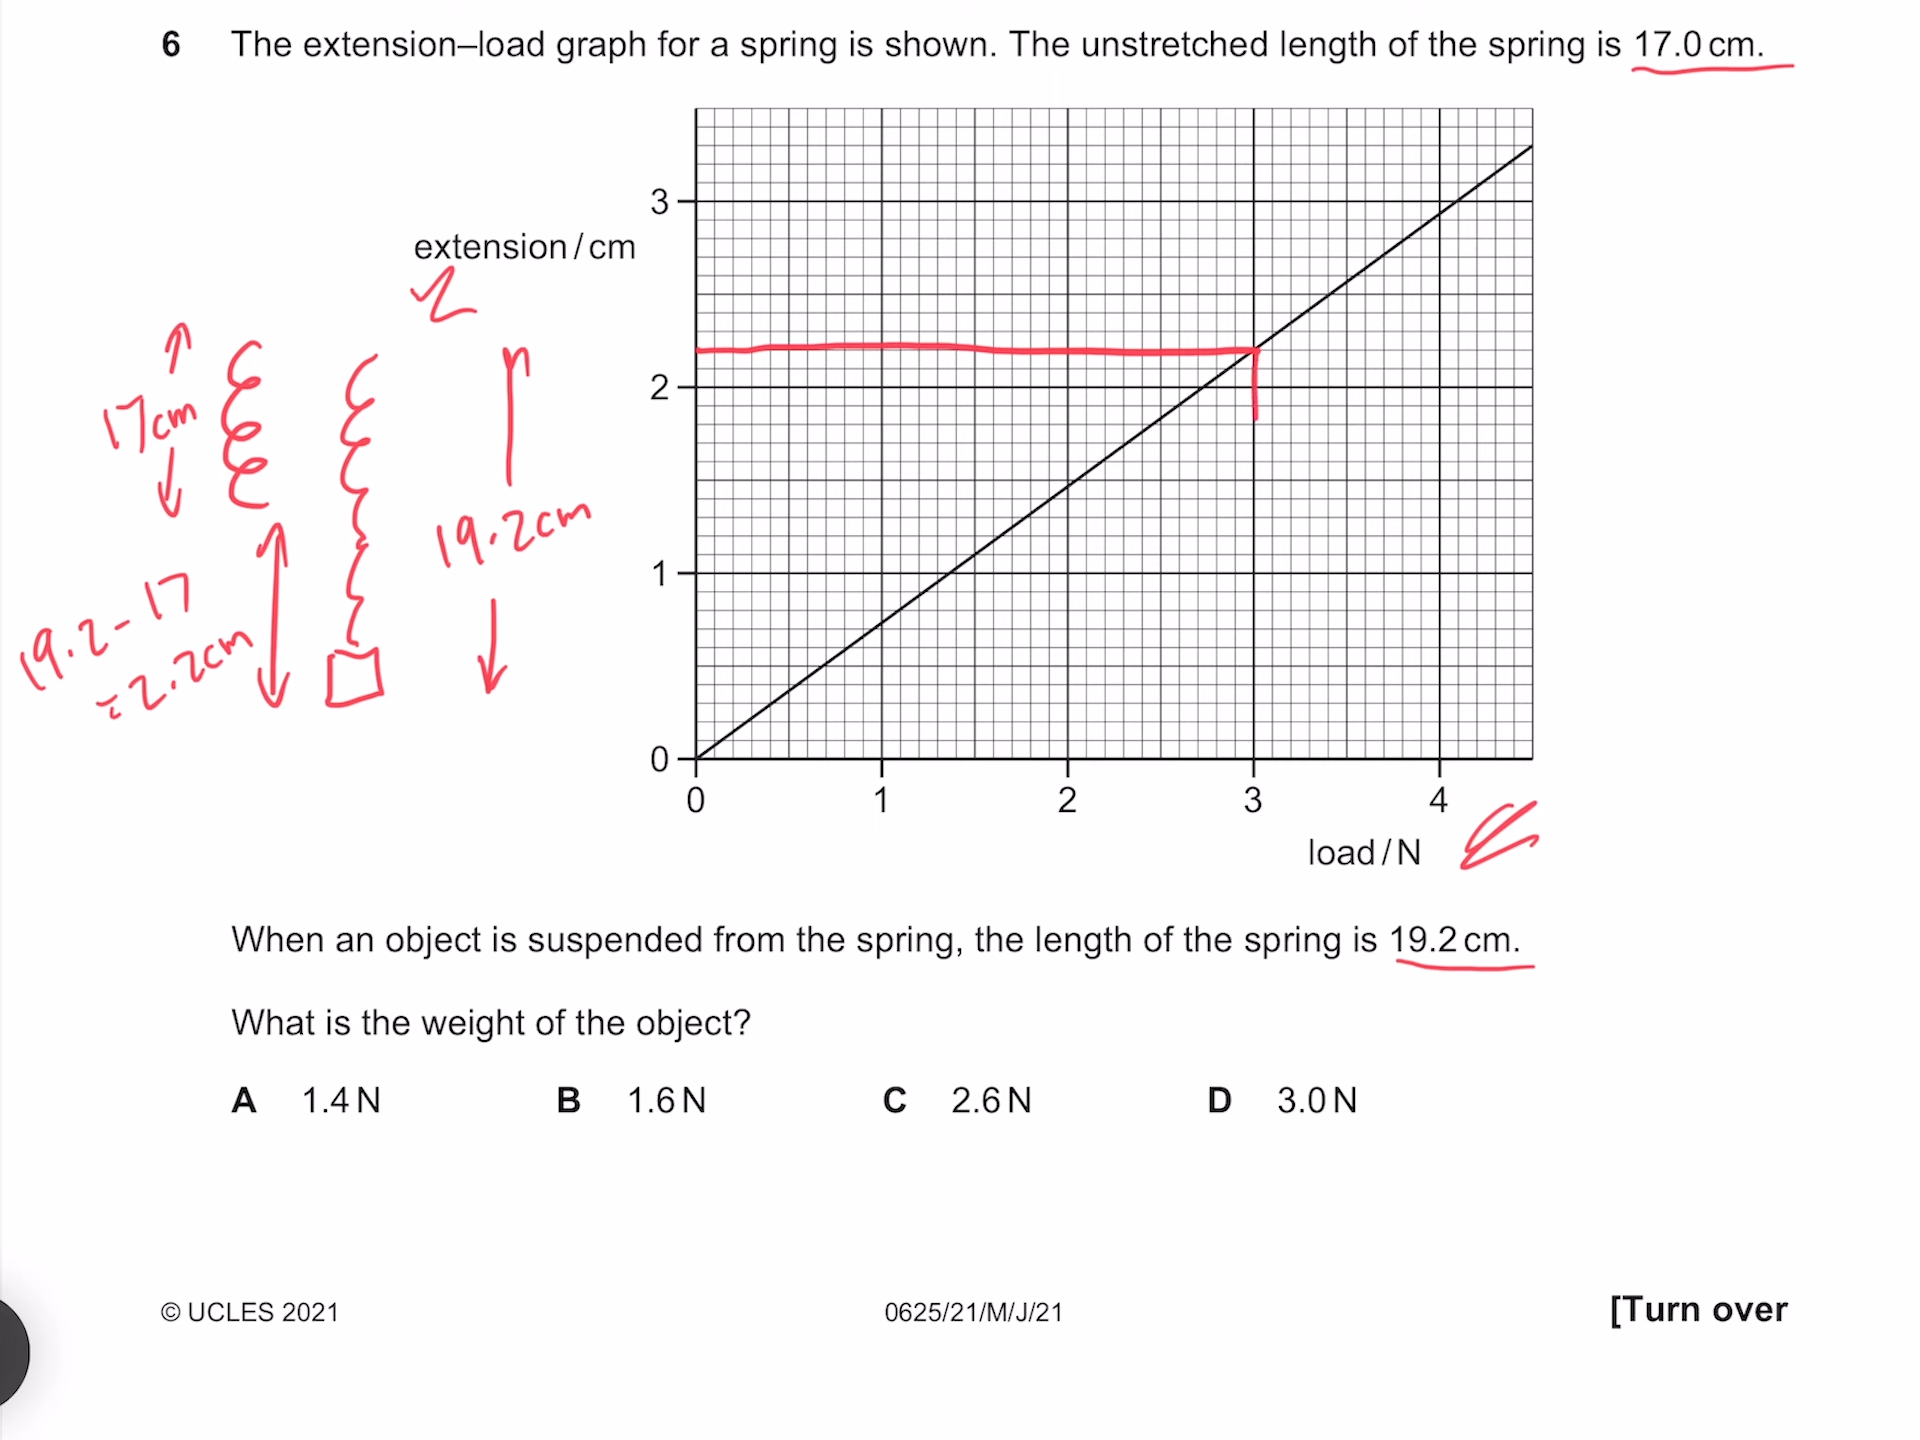 6 The extension–load graph for a spring is shown. The unstretched length of the spring is 17.0 cm.
3
extension / cm
2
1
0
0 1 2 3 4
load / N
17cm
19.2cm
19.2-17
=2.2cm
When an object is suspended from the spring, the length of the spring is 19.2 cm.
What is the weight of the object?
A 1.4 N B 1.6 N C 2.6 N D 3.0 N
© UCLES 2021 0625/21/M/J/21 [Turn over